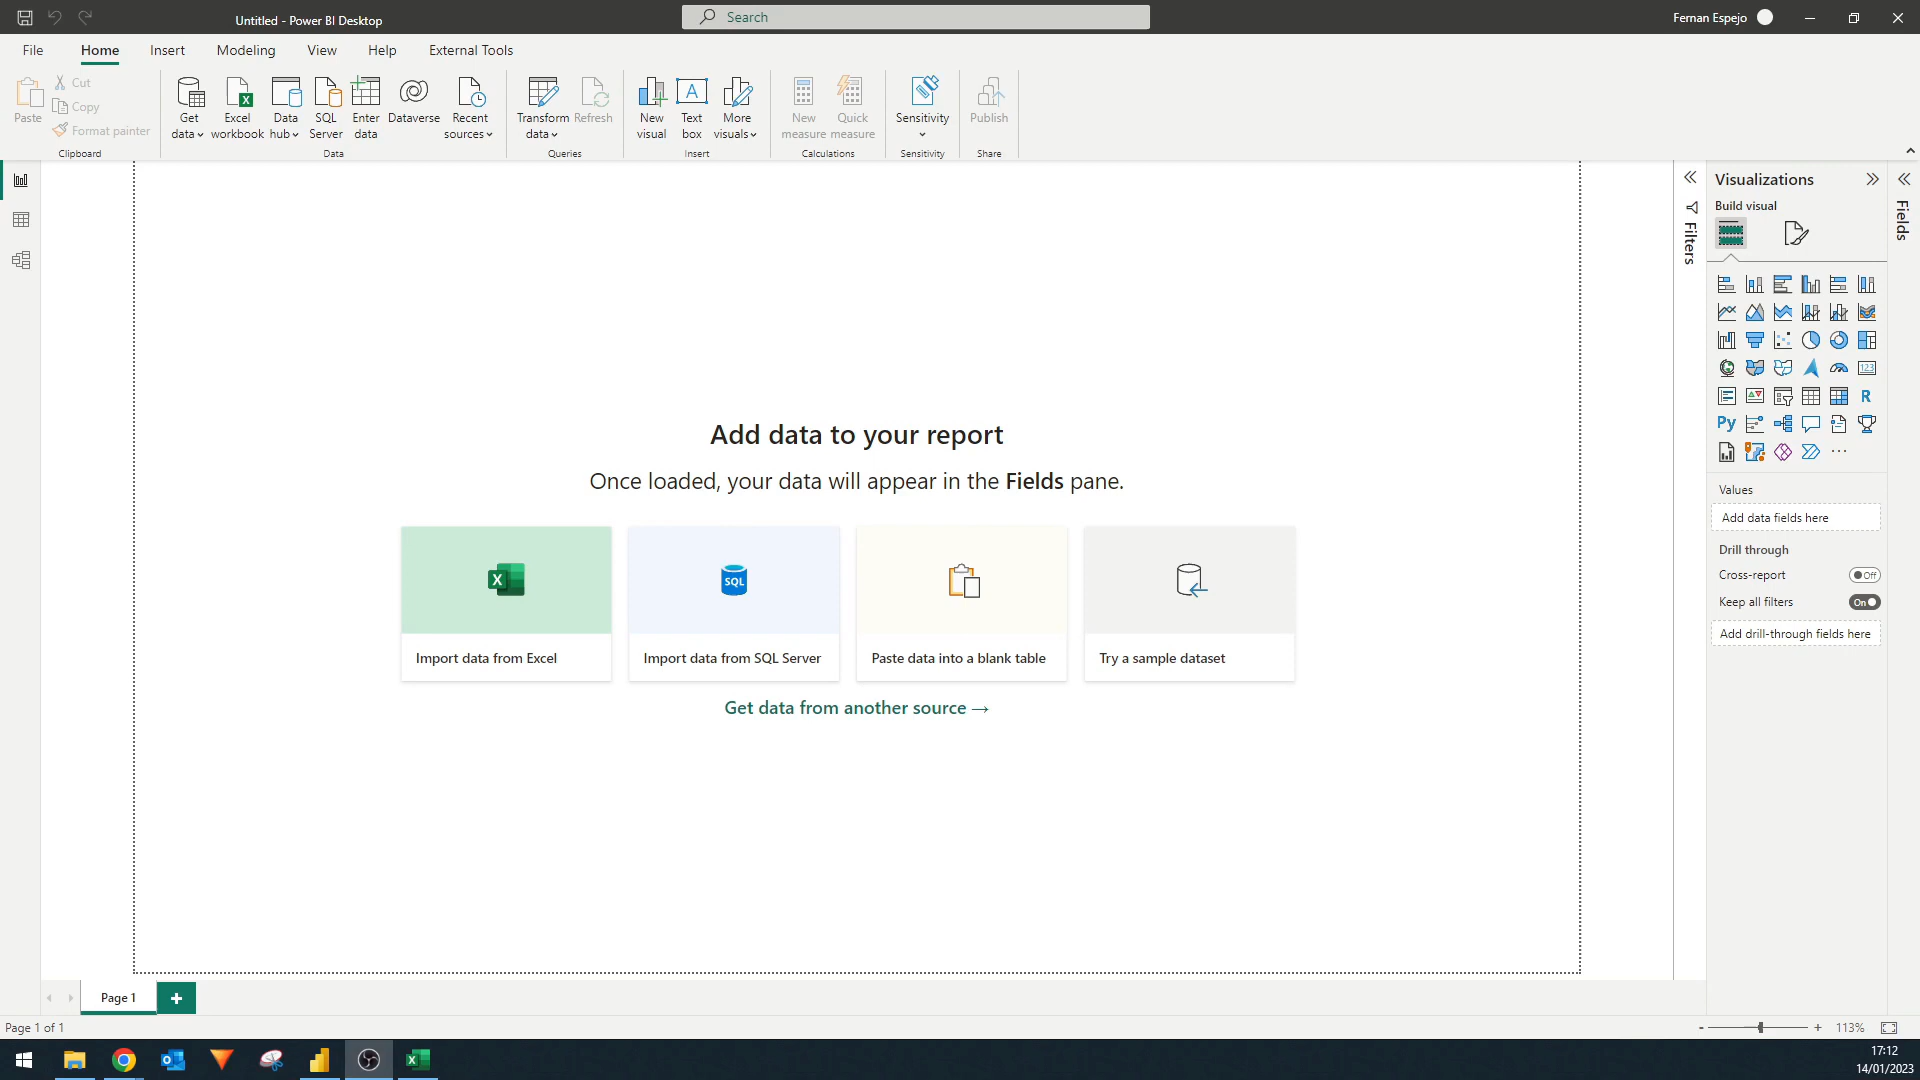 Untitled - Power BI Desktop
Search
Fernan Espejo
File
Home
Insert
Modeling
View
Help
External Tools
Paste
Cut
Copy
Format painter
Clipboard
Get data
Excel workbook
Data hub
SQL Server
Enter data
Dataverse
Recent sources
Data
Transform data
Refresh
Queries
New visual
Text box
More visuals
Insert
New measure
Quick measure
Calculations
Sensitivity
Sensitivity
Publish
Share
Filters
Visualizations
Build visual
Fields
123
R
Py
Values
Add data fields here
Drill through
Cross-report
Off
Keep all filters
On
Add drill-through fields here
Add data to your report
Once loaded, your data will appear in the Fields pane.
SQL
Import data from Excel
Import data from SQL Server
Paste data into a blank table
Try a sample dataset
Get data from another source →
Page 1
Page 1 of 1
- + 113%
17:12
14/01/2023